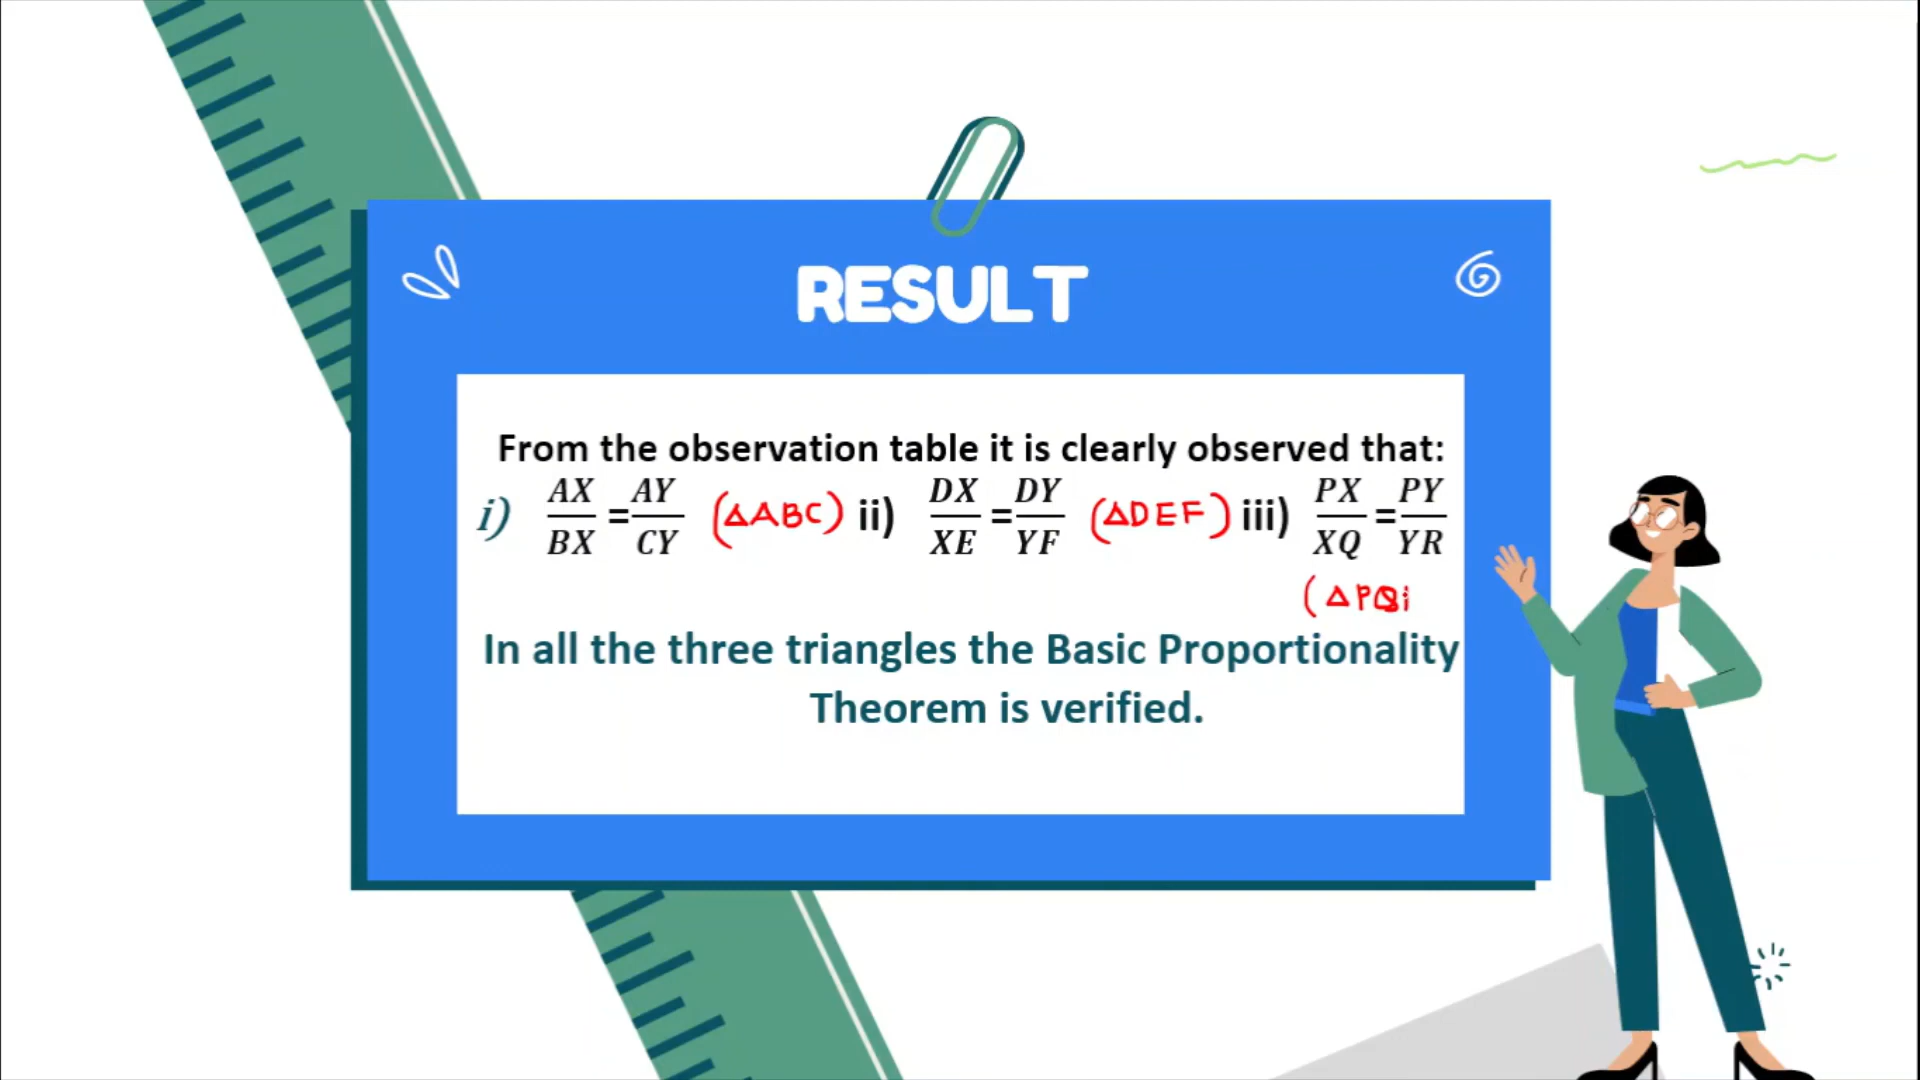 RESULT
From the observation table it is clearly observed that:
i) AX/BX = AY/CY (ΔABC) ii) DX/XE = DY/YF (ΔDEF) iii) PX/XQ = PY/YR
(ΔPQ
In all the three triangles the Basic Proportionality
Theorem is verified.